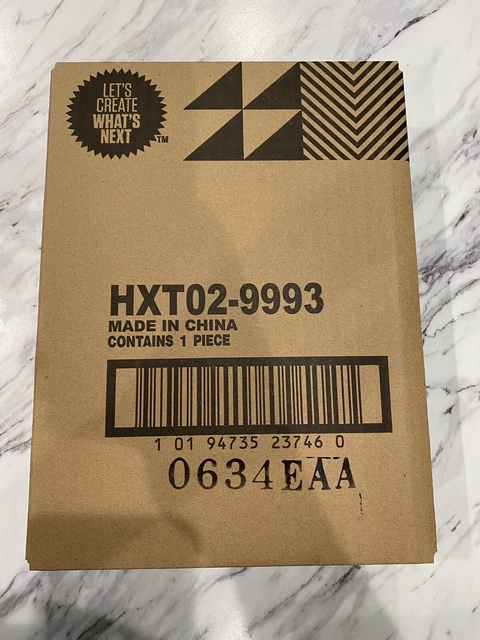 LET'S
CREATE
WHAT'S
NEXT
TM
HXT02-9993
MADE IN CHINA
CONTAINS 1 PIECE
1 01 94735 23746 0
0634EAA